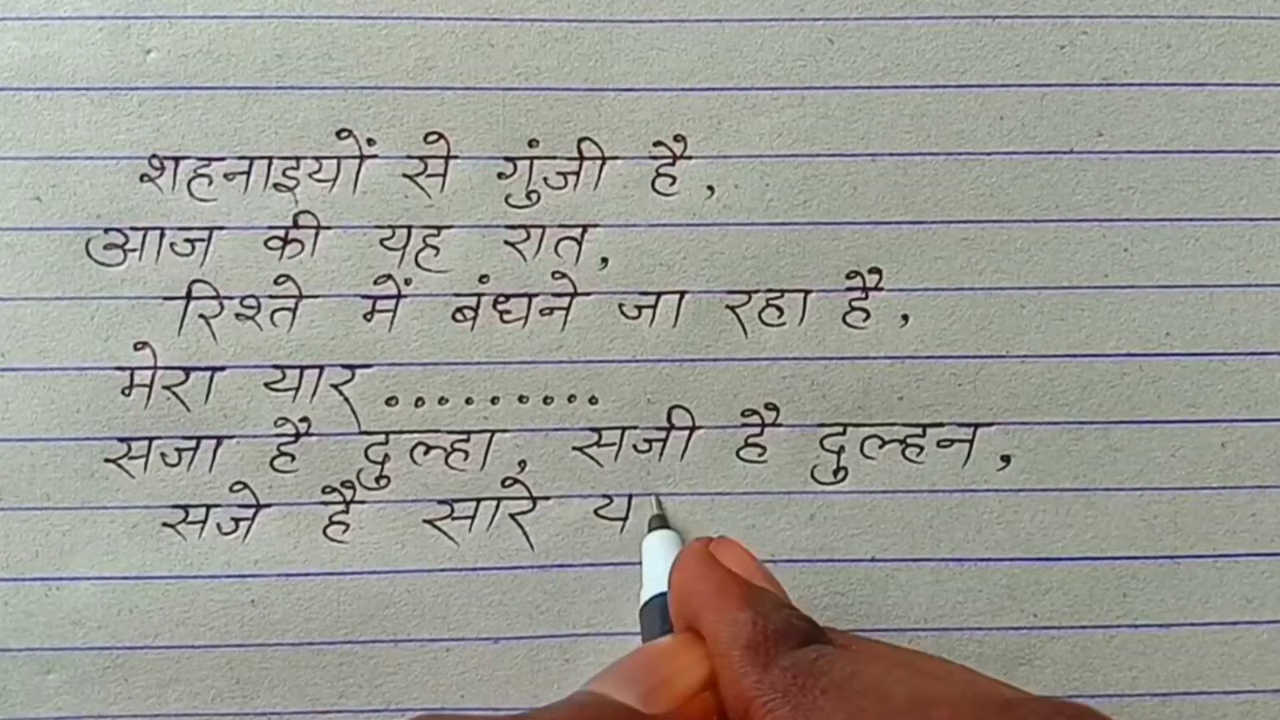 शहनाइयों से गुंजी है,
आज की यह रात,
रिश्ते में बंधने जा रहा है,
मेरा यार.........
सजा है दुल्हा, सजी है दुल्हन,
सजे है सारे य